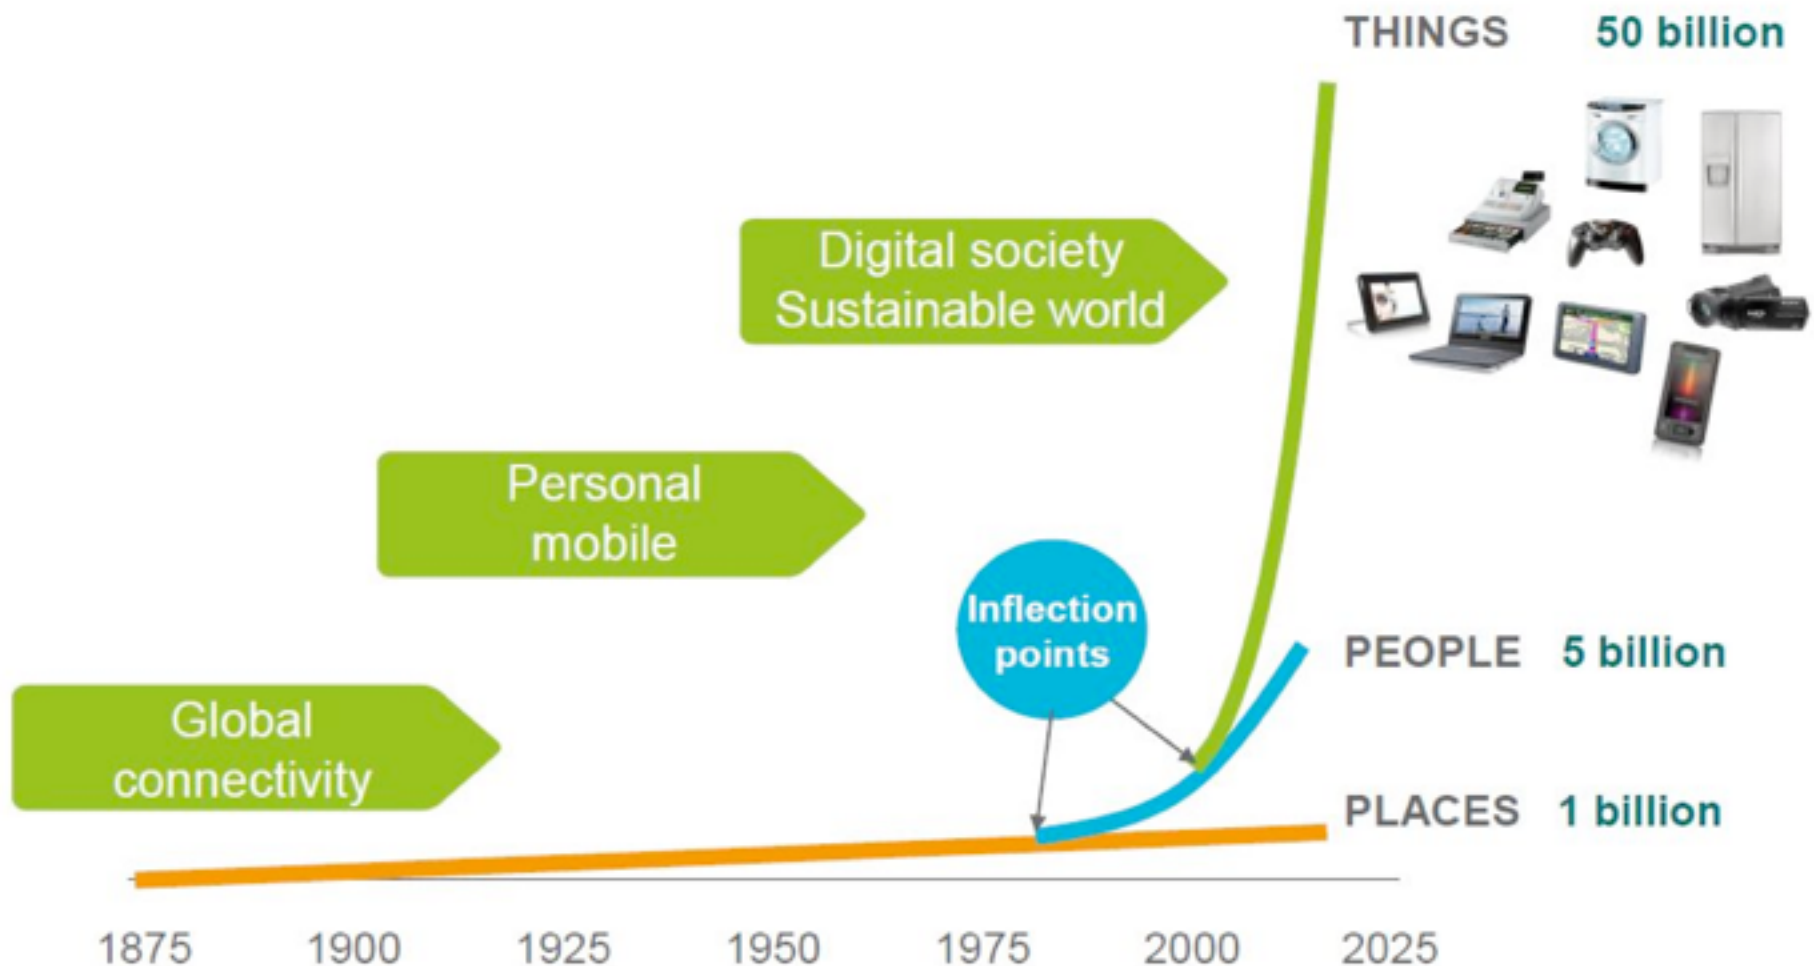 THINGS 50 billion
Digital society
Sustainable world
Personal
mobile
Inflection
points
PEOPLE 5 billion
Global
connectivity
PLACES 1 billion
1875 1900 1925 1950 1975 2000 2025